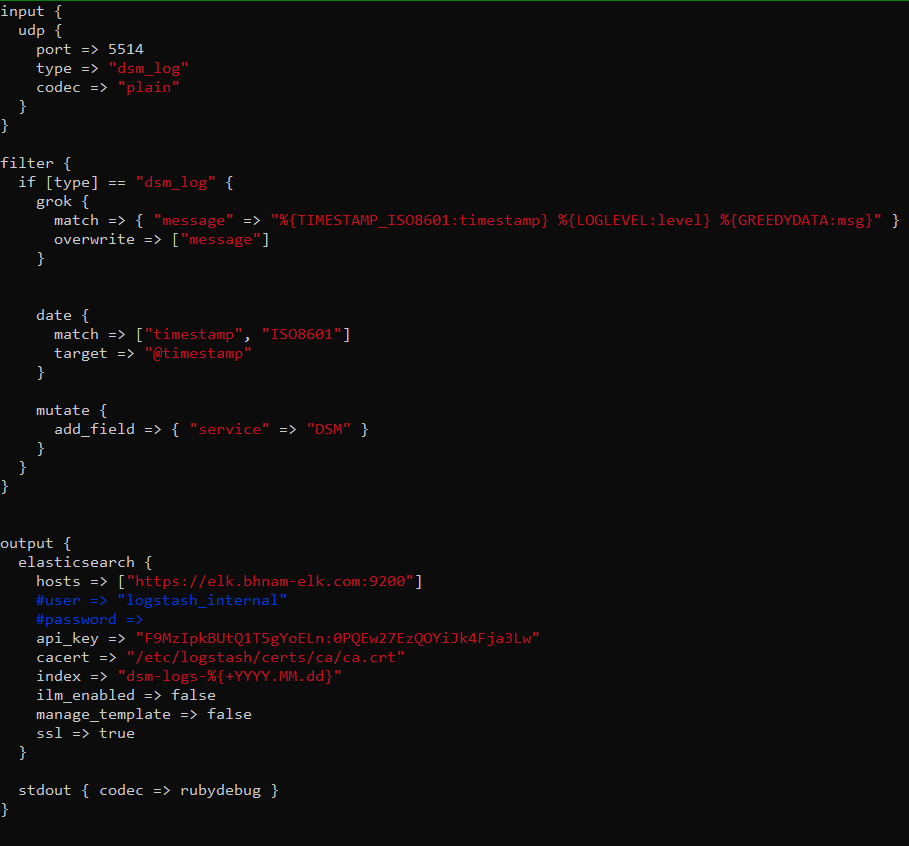 input {
  udp {
    port => 5514
    type => "dsm_log"
    codec => "plain"
  }
}

filter {
  if [type] == "dsm_log" {
    grok {
      match => { "message" => "%{TIMESTAMP_ISO8601:timestamp} %{LOGLEVEL:level} %{GREEDYDATA:msg}" }
      overwrite => ["message"]
    }

    date {
      match => ["timestamp", "ISO8601"]
      target => "@timestamp"
    }

    mutate {
      add_field => { "service" => "DSM" }
    }
  }
}

output {
  elasticsearch {
    hosts => ["https://elk.bhnam-elk.com:9200"]
    #user => "logstash_internal"
    #password =>
    api_key => "F9MzIpkBUtQ1T5gYoELn:0PQEw27EzQOYiJk4Fja3Lw"
    cacert => "/etc/logstash/certs/ca/ca.crt"
    index => "dsm-logs-%{+YYYY.MM.dd}"
    ilm_enabled => false
    manage_template => false
    ssl => true
  }

  stdout { codec => rubydebug }
}